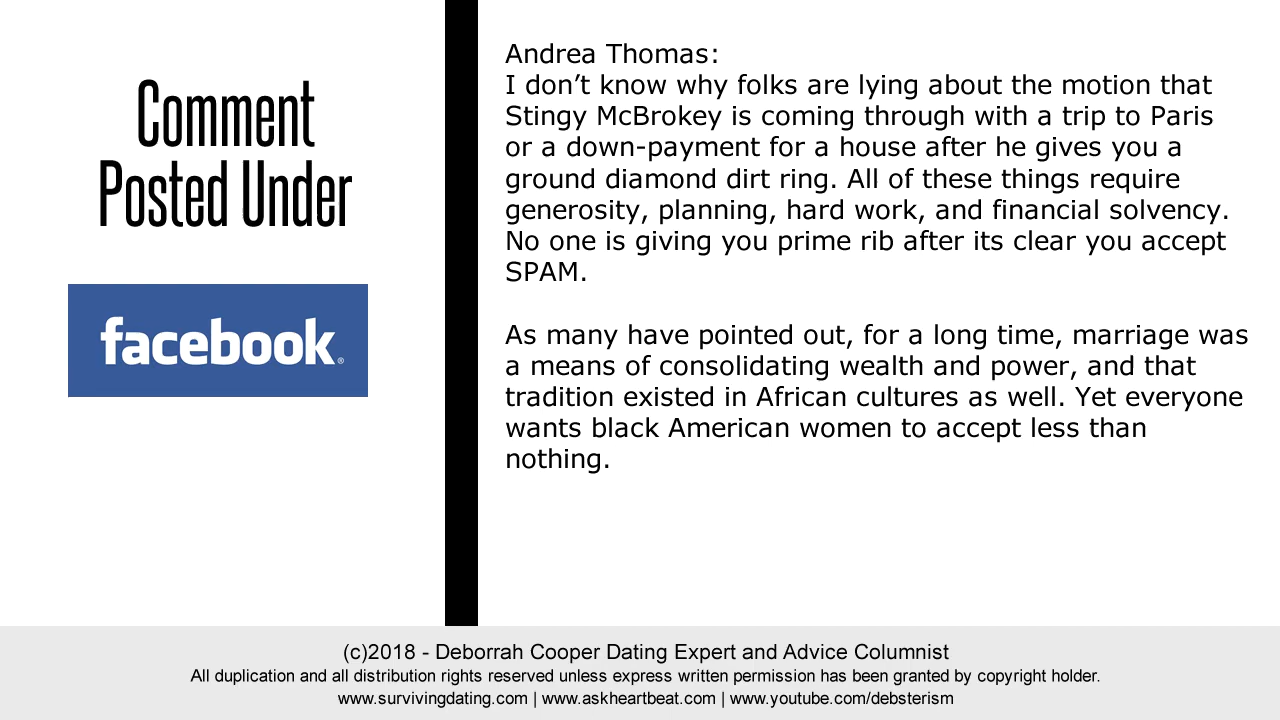 Comment
Posted Under
facebook®
Andrea Thomas:
I don’t know why folks are lying about the motion that
Stingy McBrokey is coming through with a trip to Paris
or a down-payment for a house after he gives you a
ground diamond dirt ring. All of these things require
generosity, planning, hard work, and financial solvency.
No one is giving you prime rib after its clear you accept
SPAM.
As many have pointed out, for a long time, marriage was
a means of consolidating wealth and power, and that
tradition existed in African cultures as well. Yet everyone
wants black American women to accept less than
nothing.
(c)2018 - Deborrah Cooper Dating Expert and Advice Columnist
All duplication and all distribution rights reserved unless express written permission has been granted by copyright holder.
www.survivingdating.com | www.askheartbeat.com | www.youtube.com/debsterism